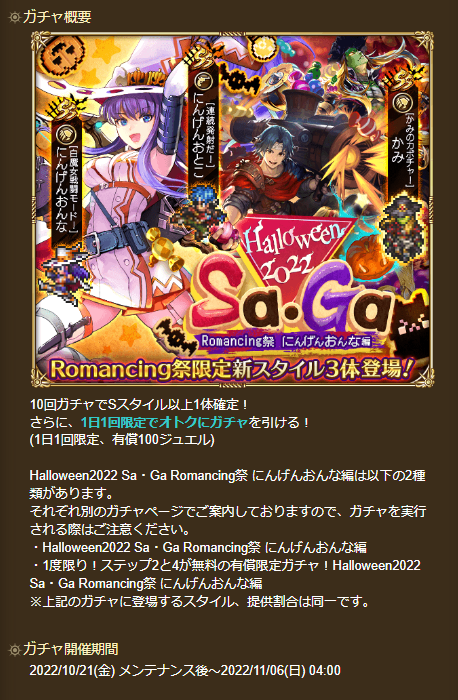 ガチャ概要
SS
[白魔女戦闘モード!]
にんげんおんな
SS
[連続発射だー!]
にんげんおとこ
SS
[かみのカボチャー]
かみ
Halloween
2022
Sa・Ga
Romancing祭 にんげんおんな編
Romancing祭限定新スタイル3体登場!
10回ガチャでSスタイル以上1体確定！
さらに、1日1回限定でオトクにガチャを引ける！
(1日1回限定、有償100ジュエル)
Halloween2022 Sa・Ga Romancing祭 にんげんおんな編は以下の2種
類があります。
それぞれ別のガチャページでご案内しておりますので、ガチャを実行
される際はご注意ください。
・Halloween2022 Sa・Ga Romancing祭 にんげんおんな編
・1度限り！ステップ2と4が無料の有償限定ガチャ！Halloween2022
Sa・Ga Romancing祭 にんげんおんな編
※上記のガチャに登場するスタイル、提供割合は同一です。
ガチャ開催期間
2022/10/21(金) メンテナンス後～2022/11/06(日) 04:00